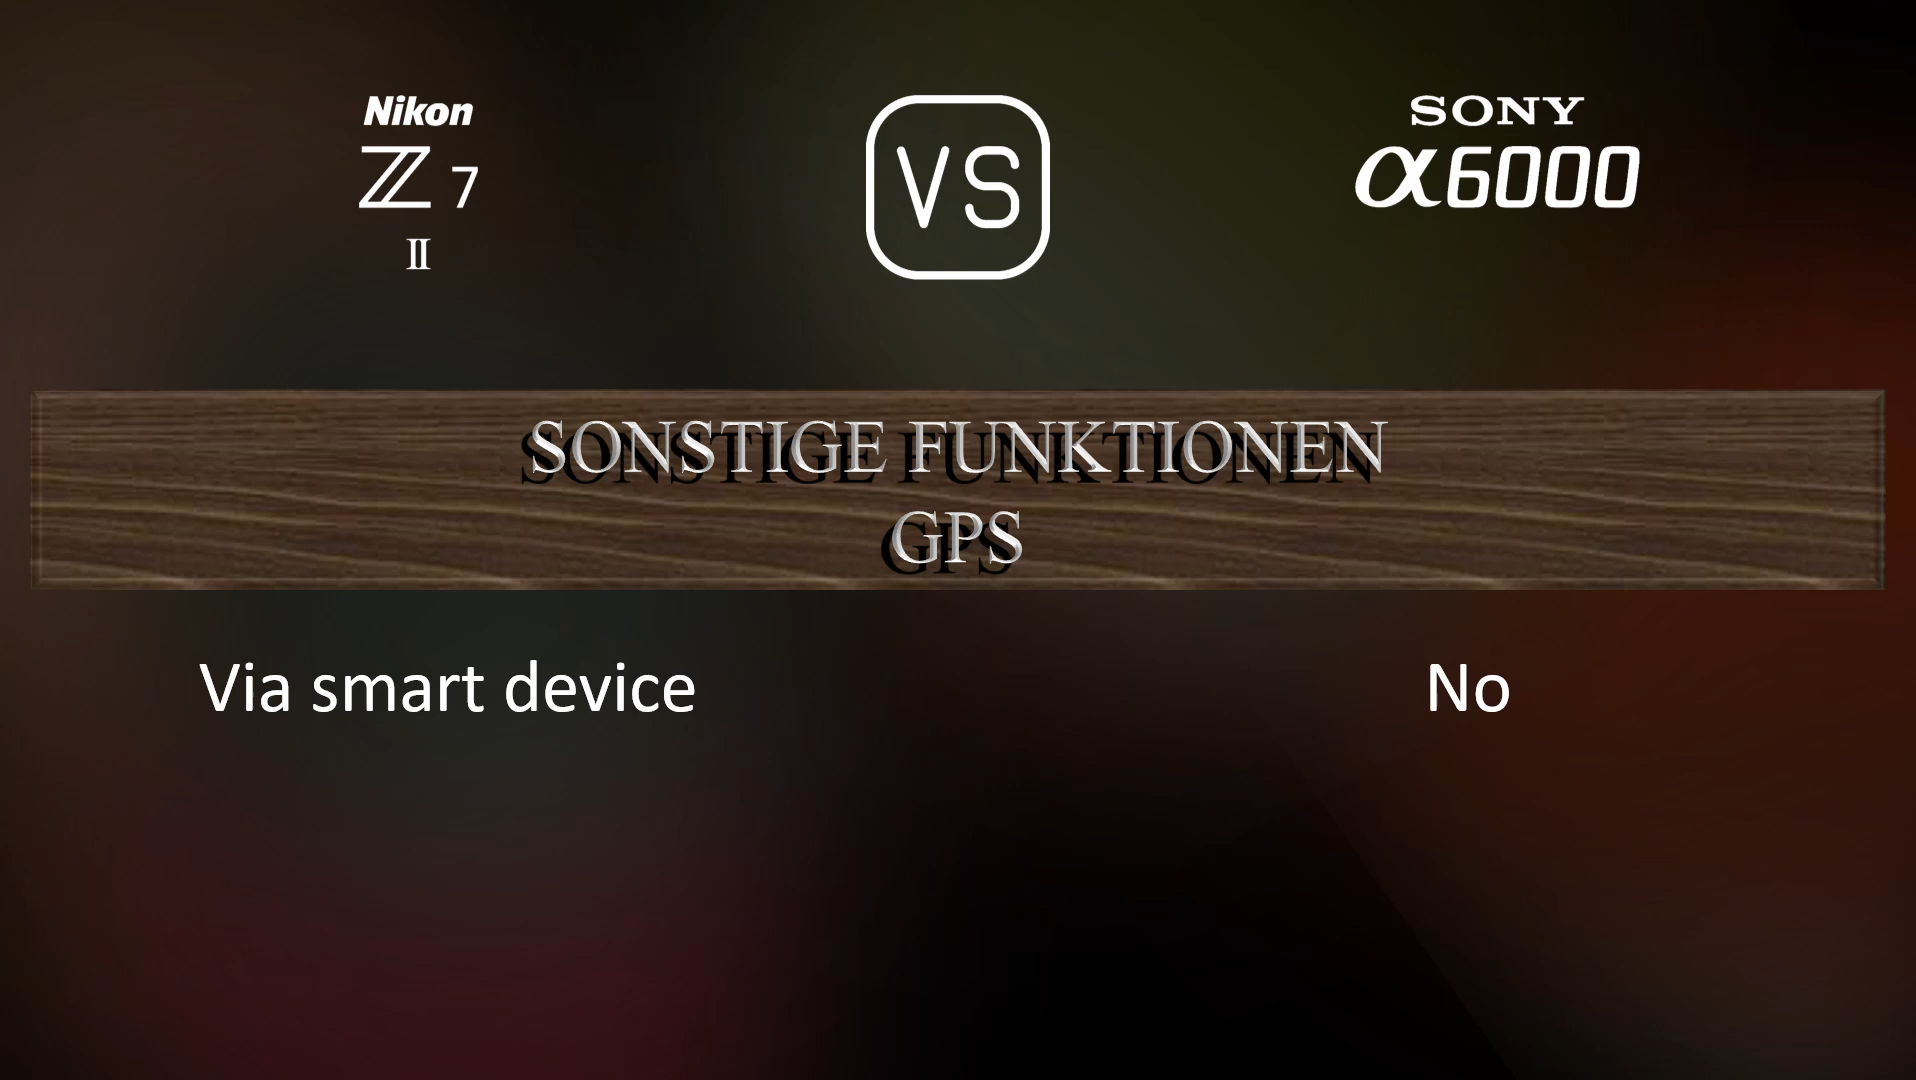 Nikon
Z 7
II
VS
SONY
α6000
SONSTIGE FUNKTIONEN
GPS
Via smart device
No